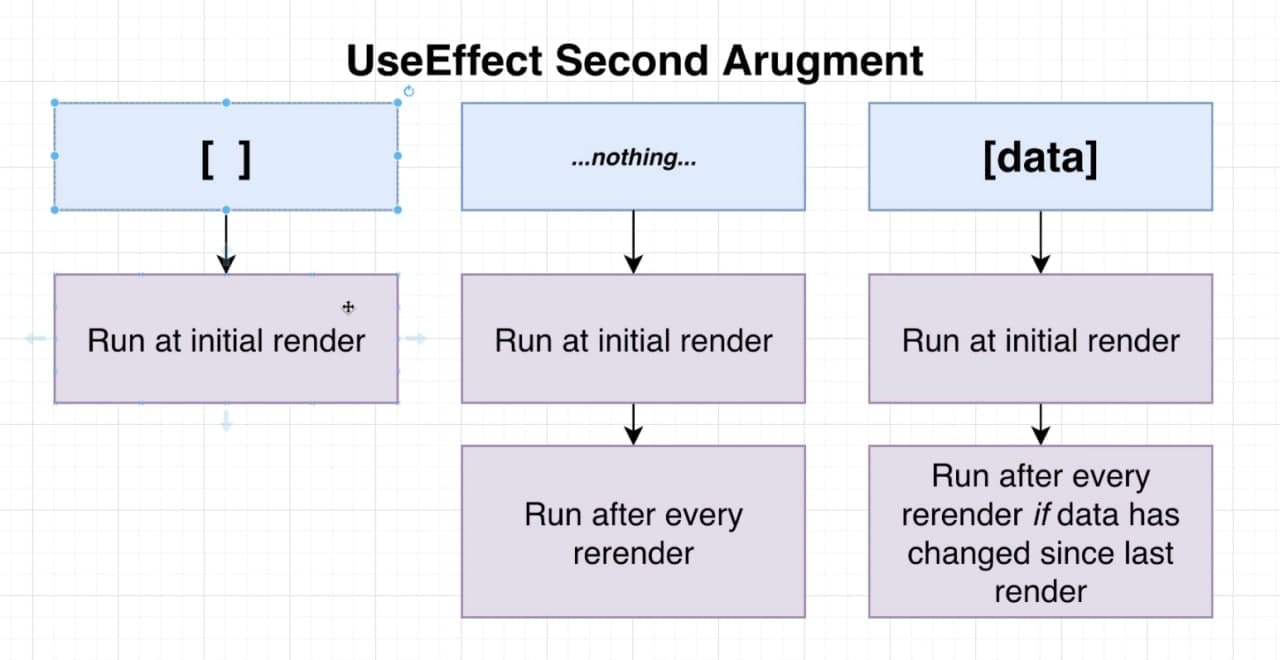 UseEffect Second Arugment
[ ]
...nothing...
[data]
Run at initial render
Run at initial render
Run at initial render
Run after every
rerender
Run after every
rerender if data has
changed since last
render